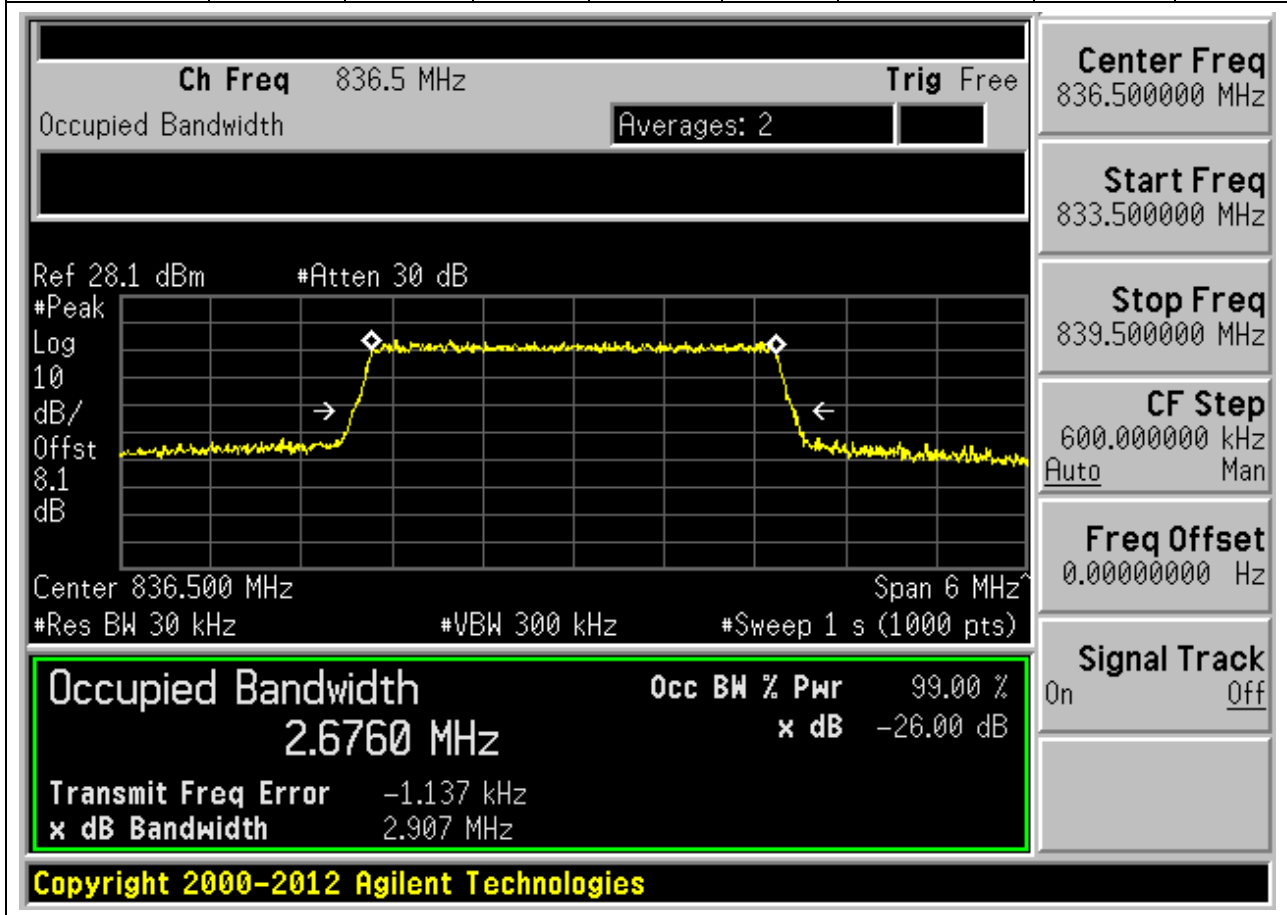 Ch Freq 836.5 MHz Trig Free
Occupied Bandwidth Averages: 2
Ref 28.1 dBm #Atten 30 dB
#Peak
Log
10
dB/
Offst
8.1
dB
Center 836.500 MHz Span 6 MHz^
#Res BW 30 kHz #VBW 300 kHz #Sweep 1 s (1000 pts)
Occupied Bandwidth Occ BW % Pwr 99.00 %
2.6760 MHz x dB -26.00 dB
Transmit Freq Error -1.137 kHz
x dB Bandwidth 2.907 MHz
Copyright 2000-2012 Agilent Technologies
Center Freq
836.500000 MHz
Start Freq
833.500000 MHz
Stop Freq
839.500000 MHz
CF Step
600.000000 kHz
Auto Man
Freq Offset
0.00000000 Hz
Signal Track
On Off